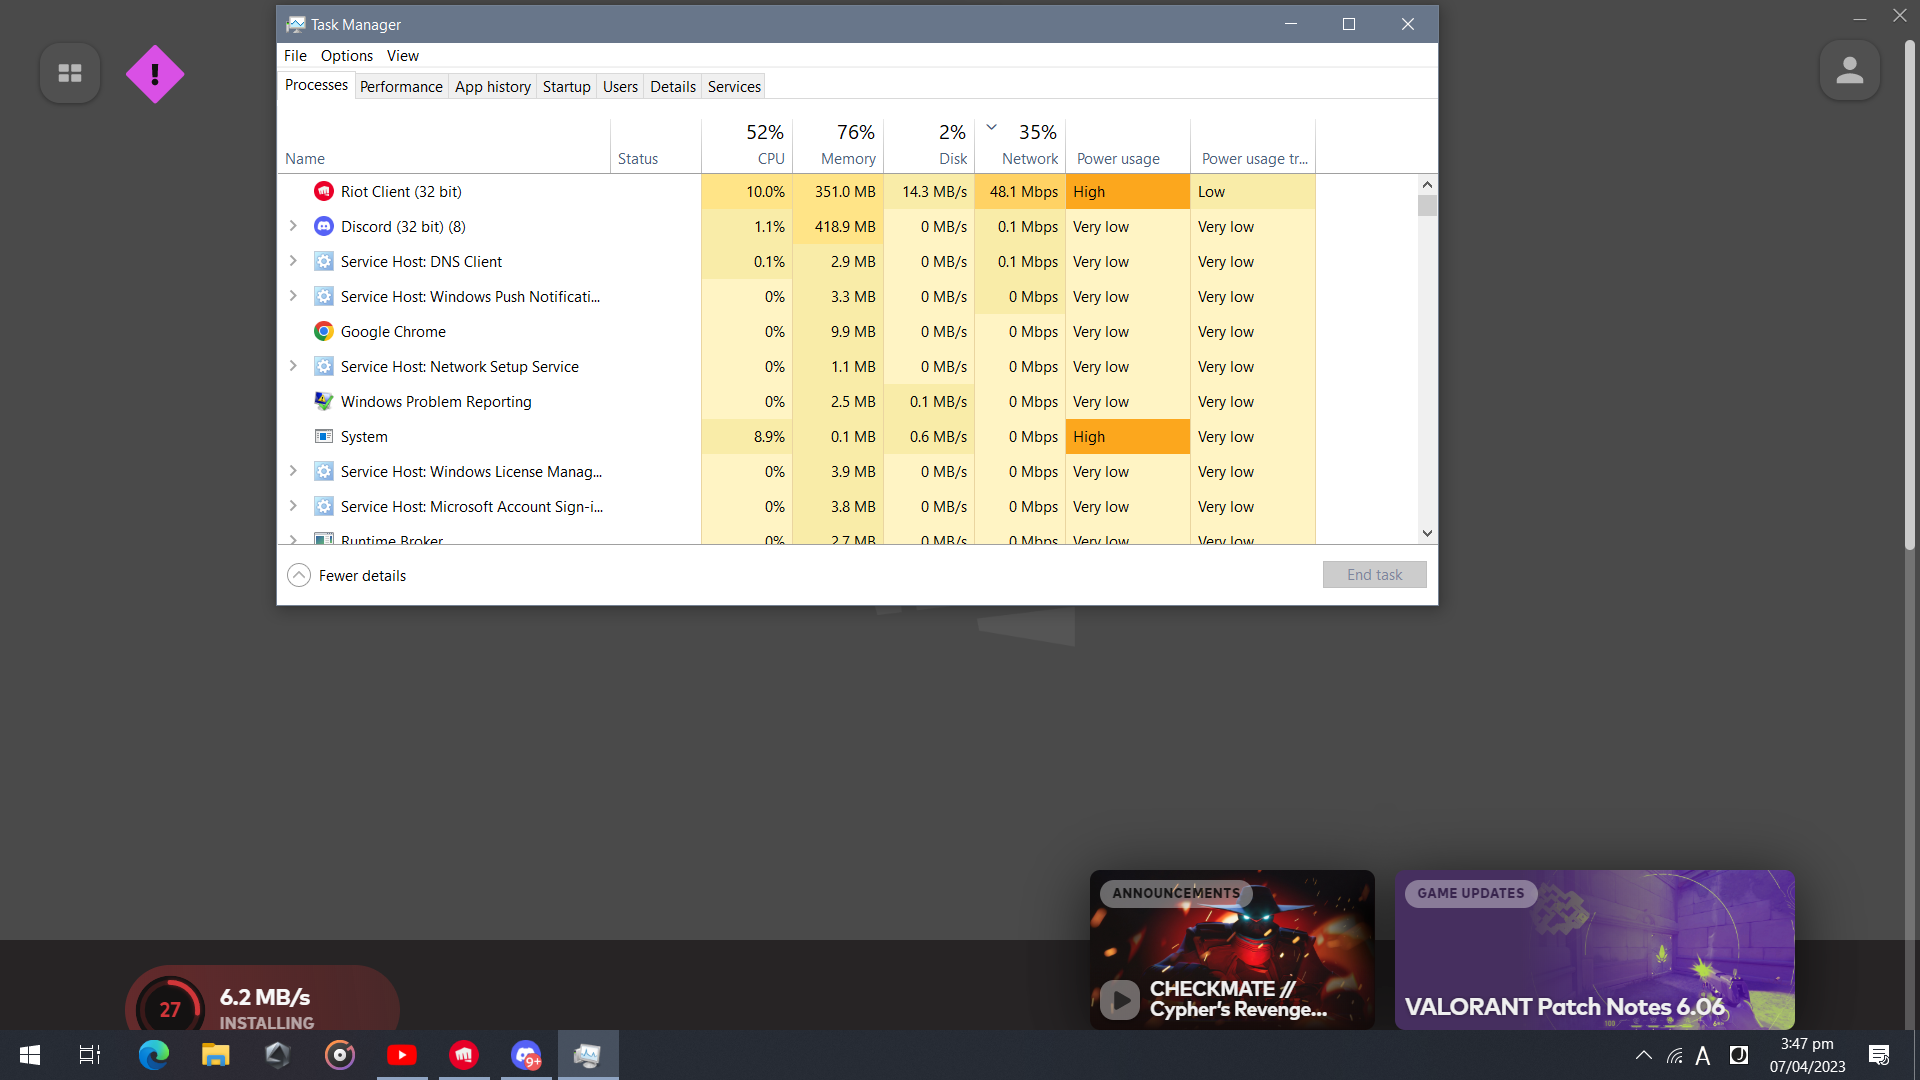 Task Manager
File Options View
Processes Performance App history Startup Users Details Services
52% 76% 2% 35%
Name Status CPU Memory Disk Network Power usage Power usage tr...
Riot Client (32 bit) 10.0% 351.0 MB 14.3 MB/s 48.1 Mbps High Low
Discord (32 bit) (8) 1.1% 418.9 MB 0 MB/s 0.1 Mbps Very low Very low
Service Host: DNS Client 0.1% 2.9 MB 0 MB/s 0.1 Mbps Very low Very low
Service Host: Windows Push Notificati... 0% 3.3 MB 0 MB/s 0 Mbps Very low Very low
Google Chrome 0% 9.9 MB 0 MB/s 0 Mbps Very low Very low
Service Host: Network Setup Service 0% 1.1 MB 0 MB/s 0 Mbps Very low Very low
Windows Problem Reporting 0% 2.5 MB 0.1 MB/s 0 Mbps Very low Very low
System 8.9% 0.1 MB 0.6 MB/s 0 Mbps High Very low
Service Host: Windows License Manag... 0% 3.9 MB 0 MB/s 0 Mbps Very low Very low
Service Host: Microsoft Account Sign-i... 0% 3.8 MB 0 MB/s 0 Mbps Very low Very low
Runtime Broker 0% 2.7 MB 0 MB/s 0 Mbps Very low Very low
Fewer details End task
ANNOUNCEMENTS
CHECKMATE //
Cypher's Revenge...
GAME UPDATES
VALORANT Patch Notes 6.06
27
6.2 MB/s
INSTALLING
9+
A
3:47 pm
07/04/2023